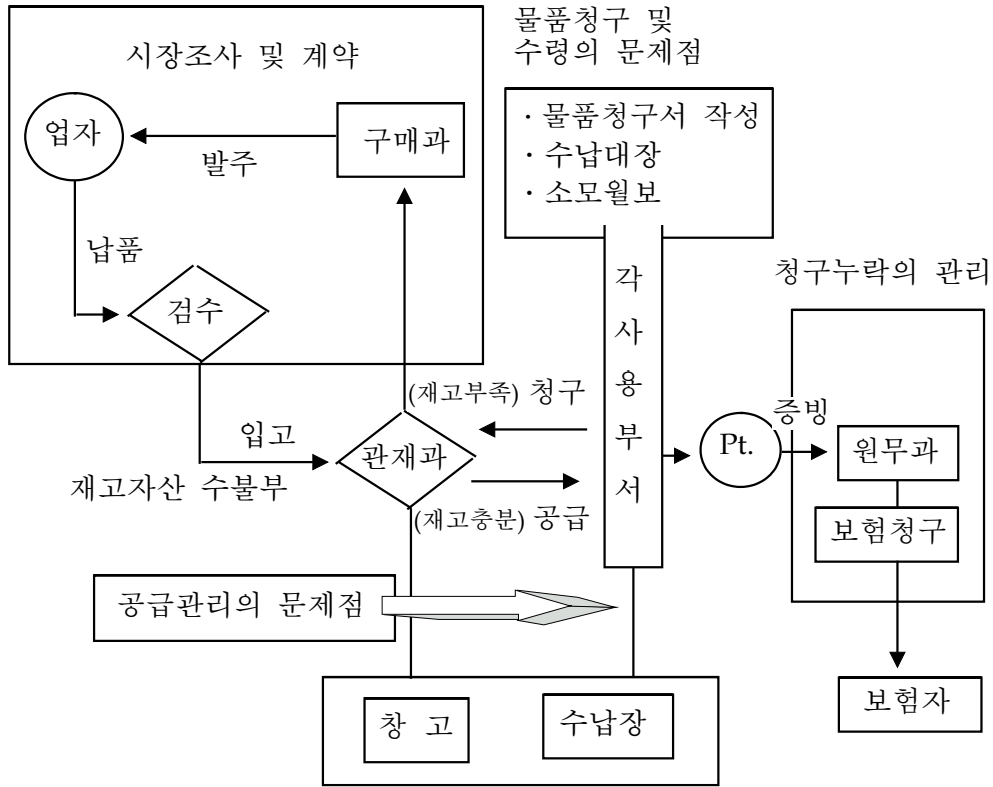 물품청구 및
수령의 문제점
시장조사 및 계약
업자
구매과
발주
· 물품청구서 작성
· 수납대장
· 소모월보
납품
검수
각
사
용
부
서
청구누락의 관리
(재고부족) 청구
입고
관재과
재고자산 수불부
(재고충분) 공급
Pt.
증빙
원무과
보험청구
공급관리의 문제점
보험자
창 고
수납장